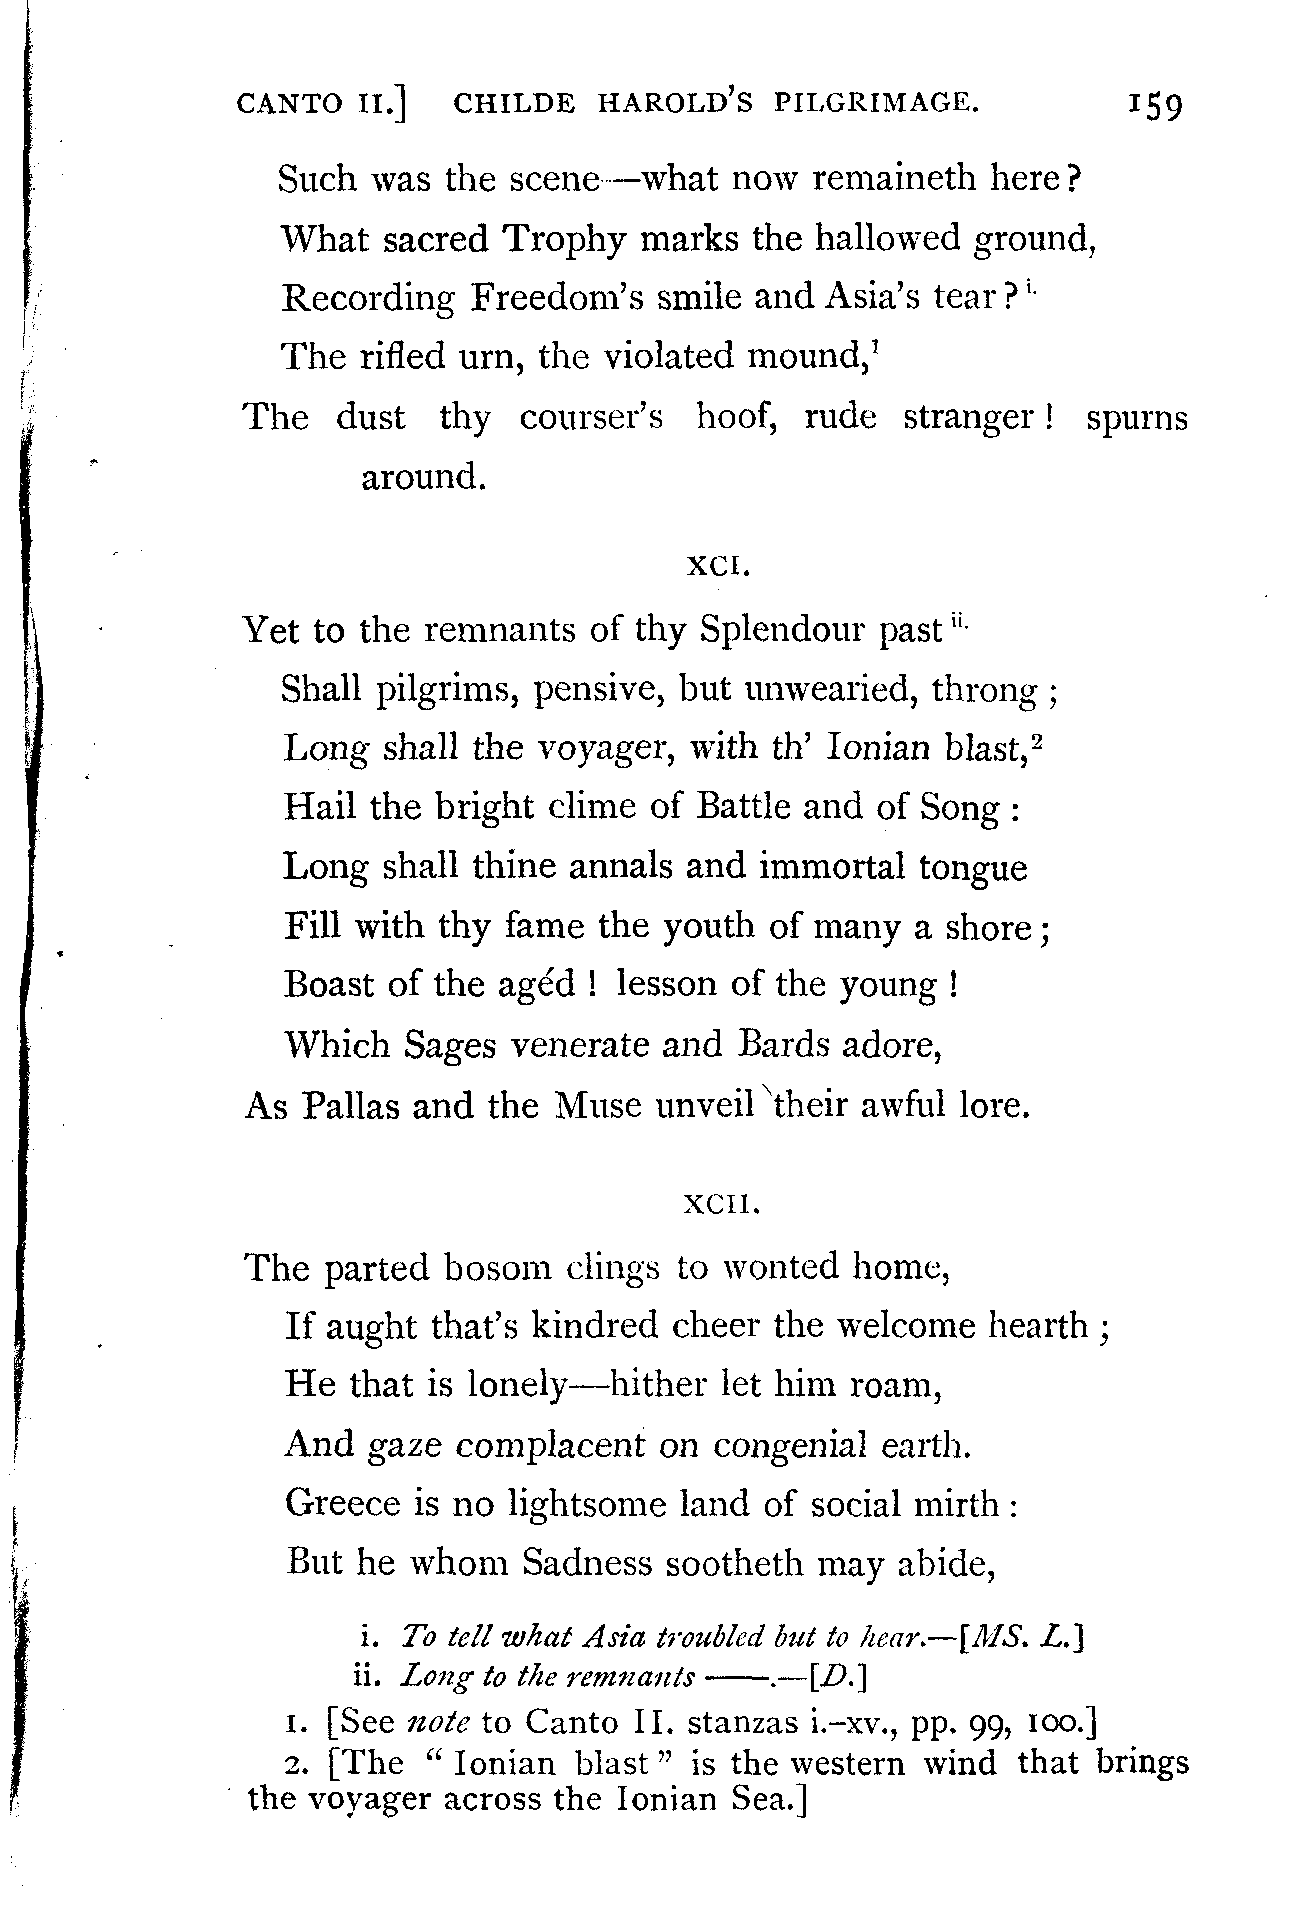 CANTO II.] CHILDE HAROLD'S PILGRIMAGE. 159
Such was the scene—what now remaineth here?
What sacred Trophy marks the hallowed ground,
Recording Freedom's smile and Asia's tear? i.
The rifled urn, the violated mound,1
The dust thy courser's hoof, rude stranger! spurns
around.
XCI.
Yet to the remnants of thy Splendour past ii.
Shall pilgrims, pensive, but unwearied, throng;
Long shall the voyager, with th' Ionian blast,2
Hail the bright clime of Battle and of Song:
Long shall thine annals and immortal tongue
Fill with thy fame the youth of many a shore;
Boast of the agéd! lesson of the young!
Which Sages venerate and Bards adore,
As Pallas and the Muse unveil their awful lore.
XCII.
The parted bosom clings to wonted home,
If aught that's kindred cheer the welcome hearth;
He that is lonely—hither let him roam,
And gaze complacent on congenial earth.
Greece is no lightsome land of social mirth:
But he whom Sadness sootheth may abide,
i. To tell what Asia troubled but to hear.—[MS. L.]
ii. Long to the remnants ——.—[D.]
1. [See note to Canto II. stanzas i.–xv., pp. 99, 100.]
2. [The "Ionian blast" is the western wind that brings
the voyager across the Ionian Sea.]